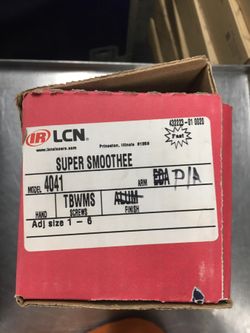 432223-01 0020
Fast
IR LCN
www.lcnclosers.com
Princeton, Illinois 61356
SUPER SMOOTHEE
MODEL 4041 ARM EDA P/A
TBWMS ALUM
HAND SCREWS FINISH
Adj size 1 - 6